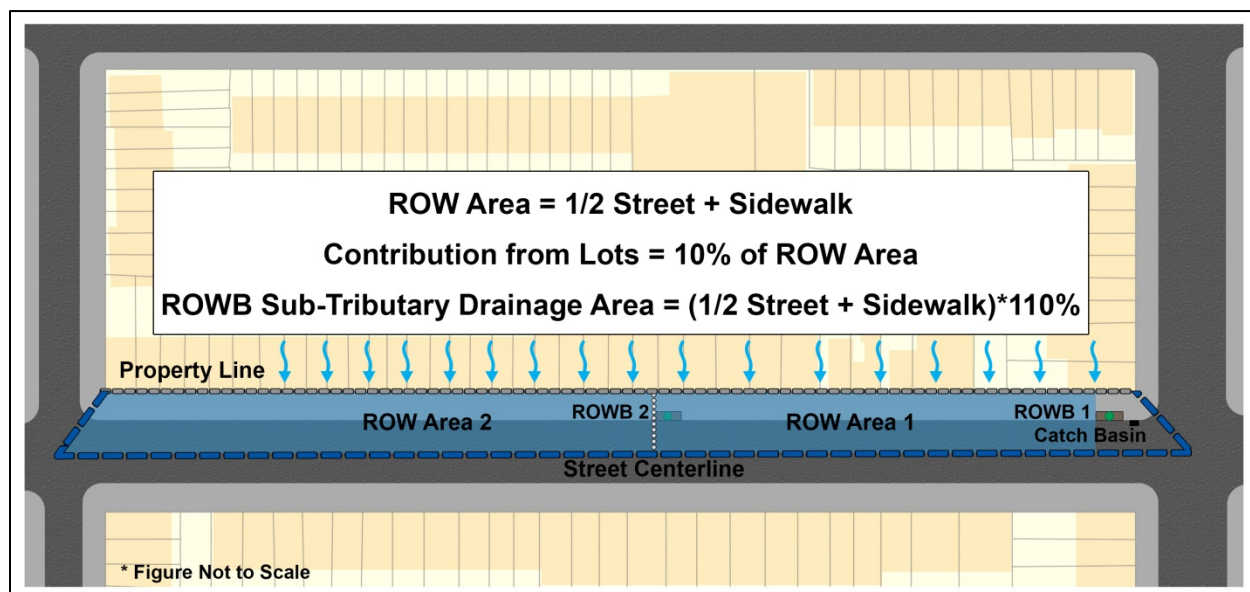 ROW Area = 1/2 Street + Sidewalk
Contribution from Lots = 10% of ROW Area
ROWB Sub-Tributary Drainage Area = (1/2 Street + Sidewalk)*110%
Property Line
ROW Area 2
ROWB 2
ROW Area 1
ROWB 1
Catch Basin
Street Centerline
* Figure Not to Scale